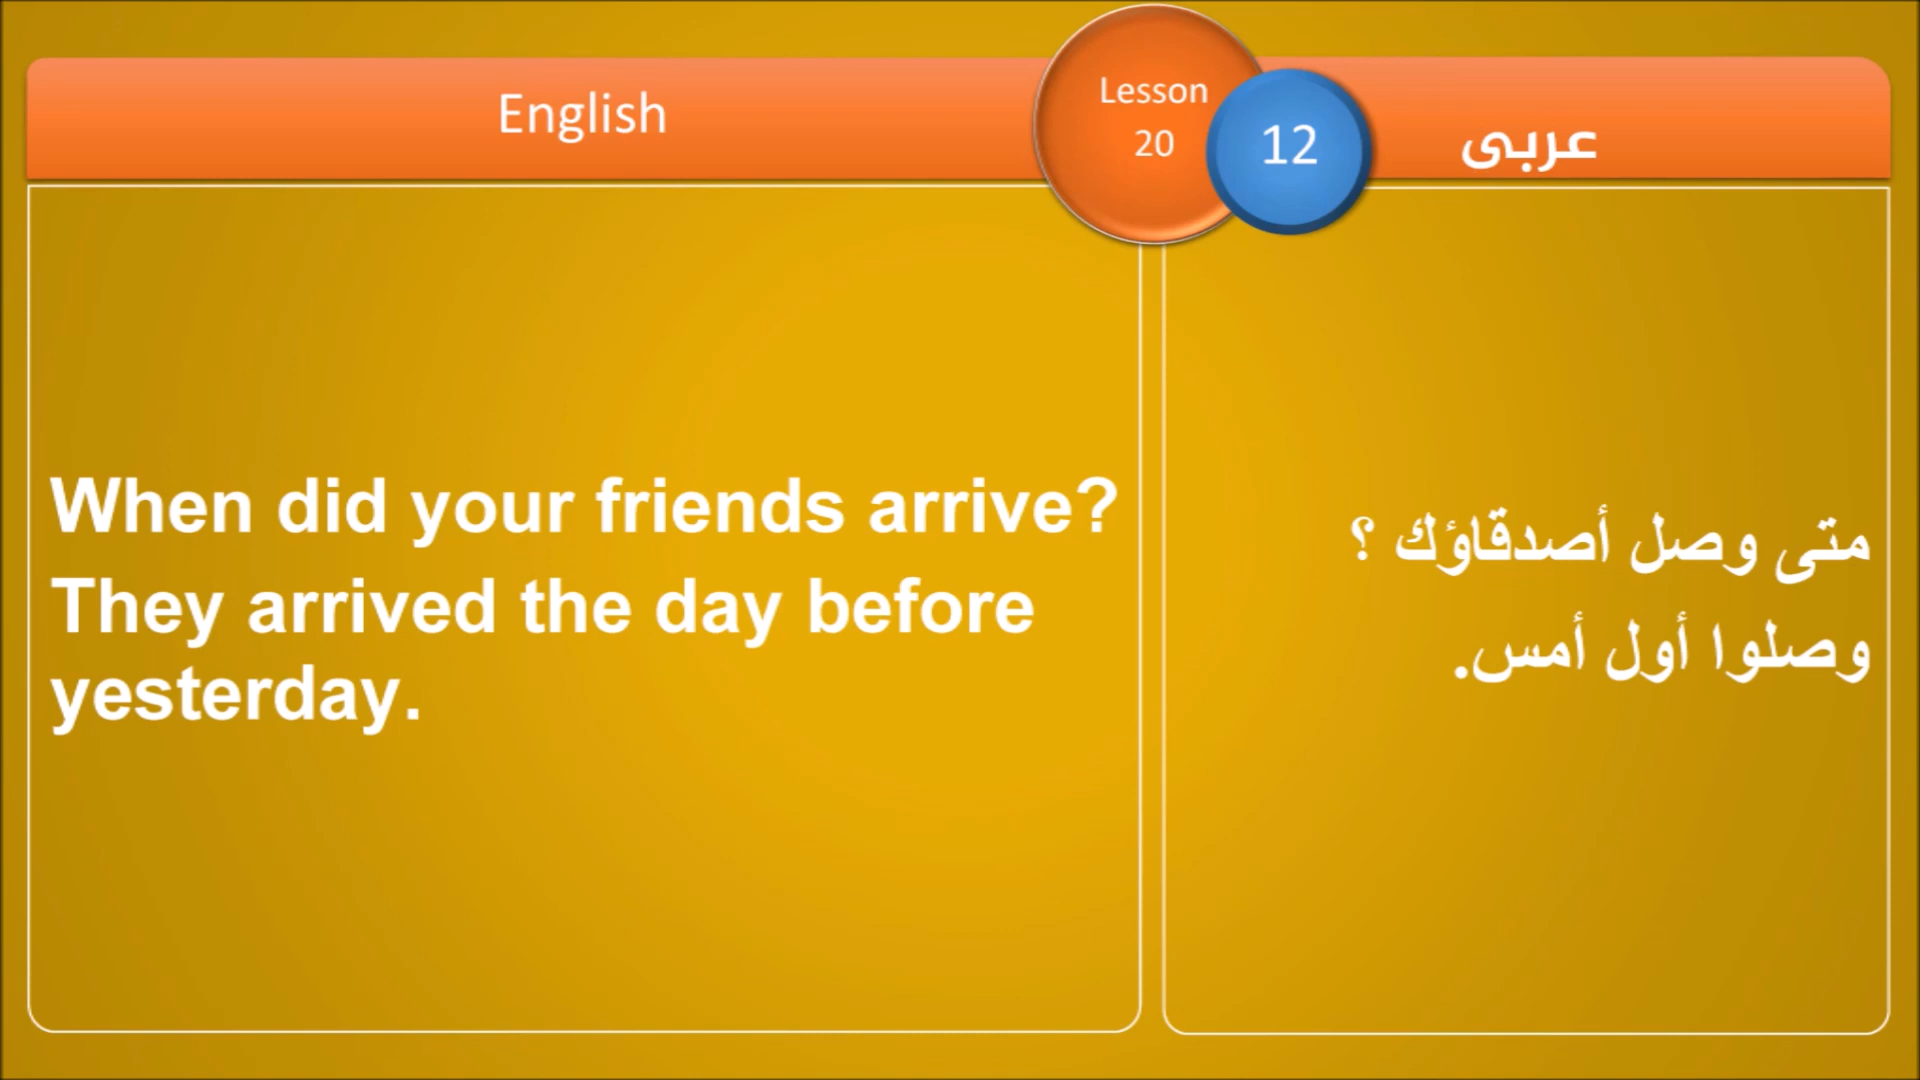 English
Lesson
20
12
عربى
When did your friends arrive?
They arrived the day before
yesterday.
متى وصل أصدقاؤك ؟
وصلوا أول أمس.